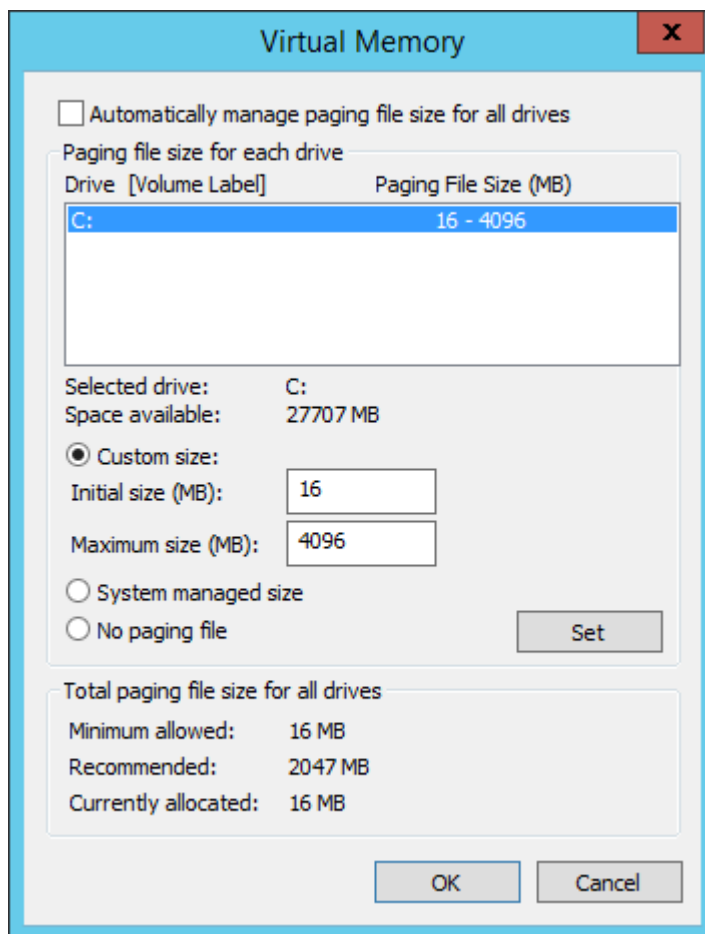 Virtual Memory
x
Automatically manage paging file size for all drives
Paging file size for each drive
Drive [Volume Label] Paging File Size (MB)
C: 16 - 4096
Selected drive: C:
Space available: 27707 MB
Custom size:
Initial size (MB): 16
Maximum size (MB): 4096
System managed size
No paging file Set
Total paging file size for all drives
Minimum allowed: 16 MB
Recommended: 2047 MB
Currently allocated: 16 MB
OK Cancel